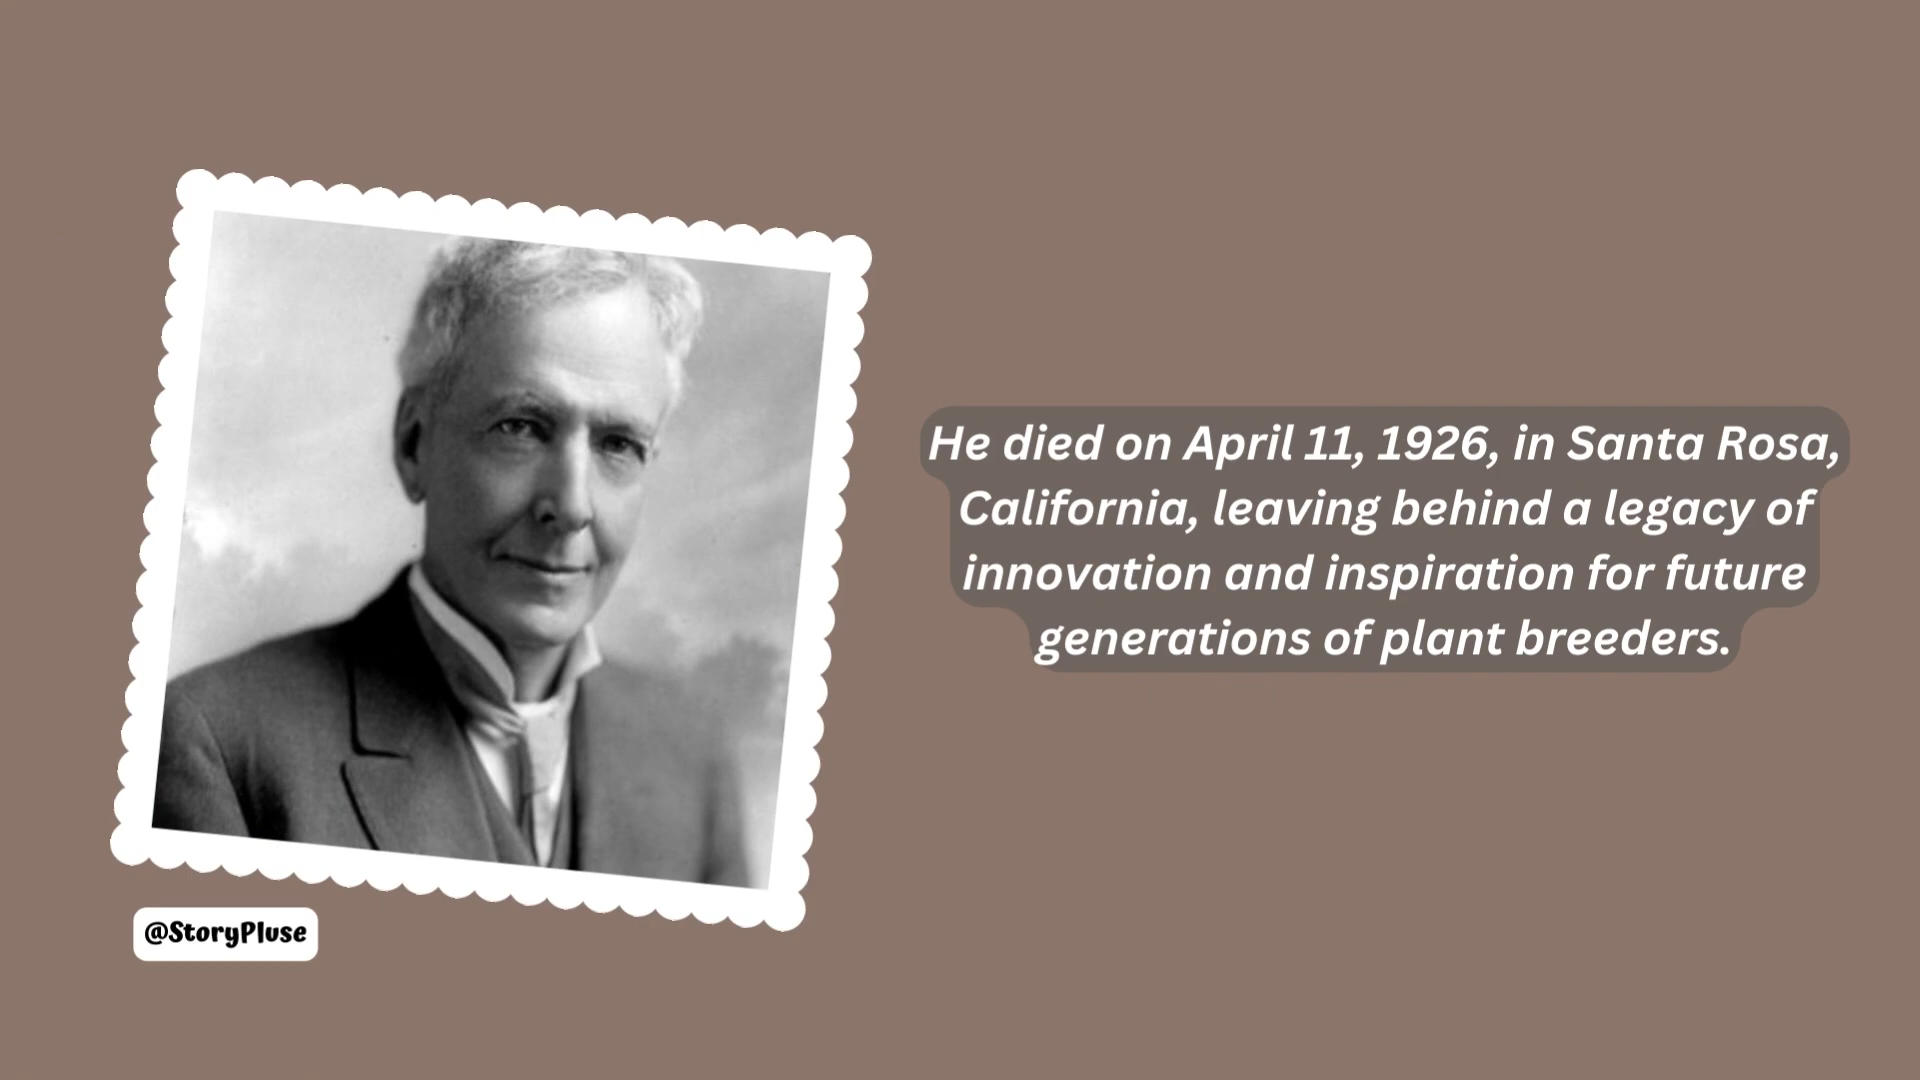 He died on April 11, 1926, in Santa Rosa,
California, leaving behind a legacy of
innovation and inspiration for future
generations of plant breeders.
@StoryPluse